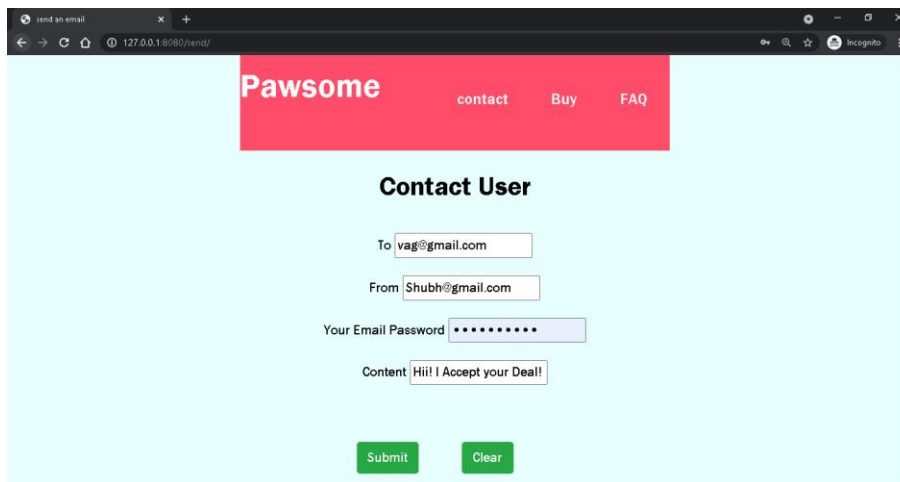 send an email
127.0.0.1:8080/send/
Incognito
Pawsome
contact Buy FAQ
Contact User
To vag@gmail.com
From Shubh@gmail.com
Your Email Password ••••••••••
Content Hii! I Accept your Deal!
Submit Clear